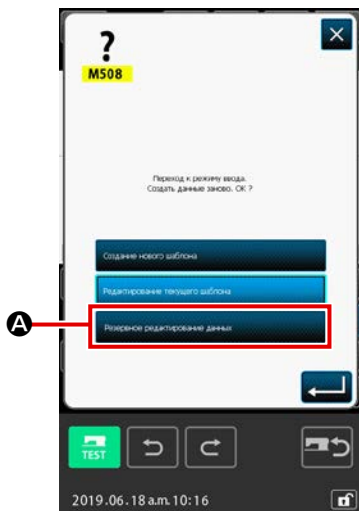 ?
M508
Переход к режиму ввода.
Создать данные заново. ОК ?
Создание нового шаблона
Редактирование текущего шаблона
A
Резервное редактирование данных
TEST
2019.06.18 a.m. 10:16